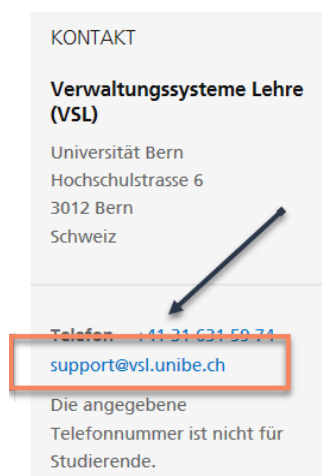 KONTAKT
Verwaltungssysteme Lehre
(VSL)
Universität Bern
Hochschulstrasse 6
3012 Bern
Schweiz
Telefon +41 31 631 59 74
support@vsl.unibe.ch
Die angegebene
Telefonnummer ist nicht für
Studierende.